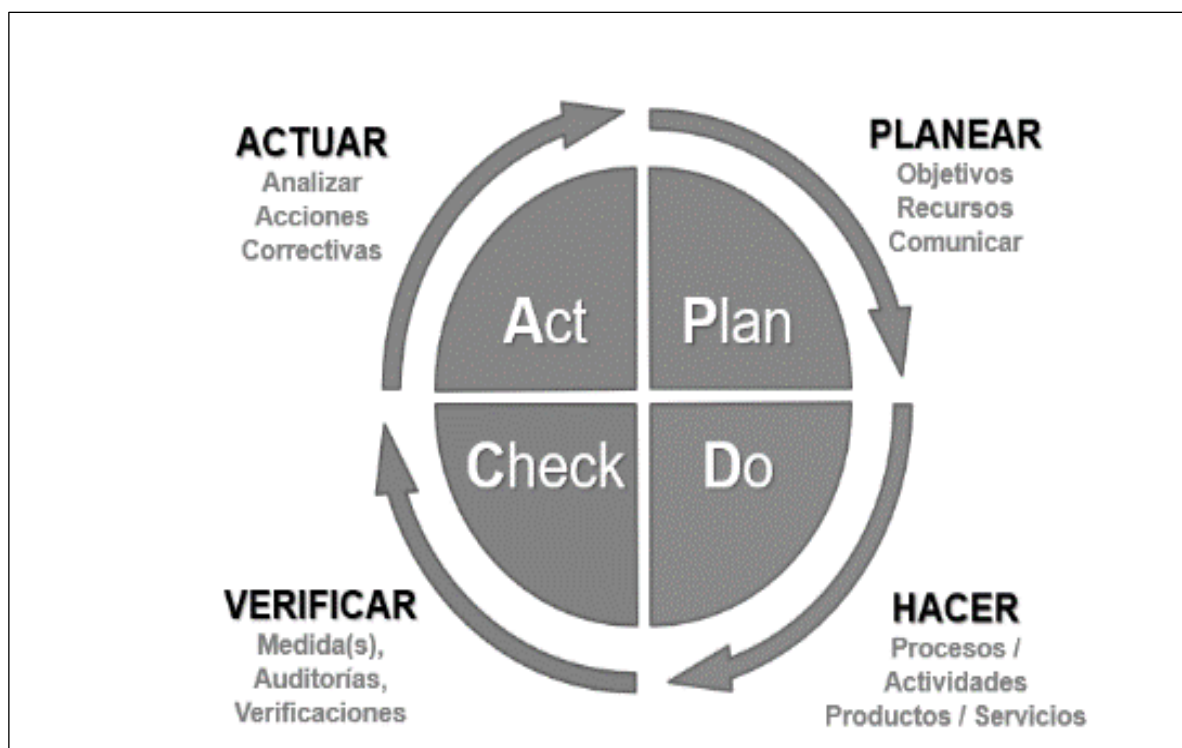 ACTUAR
Analizar
Acciones
Correctivas
PLANEAR
Objetivos
Recursos
Comunicar
Act
Plan
Check
Do
VERIFICAR
Medida(s),
Auditorías,
Verificaciones
HACER
Procesos /
Actividades
Productos / Servicios